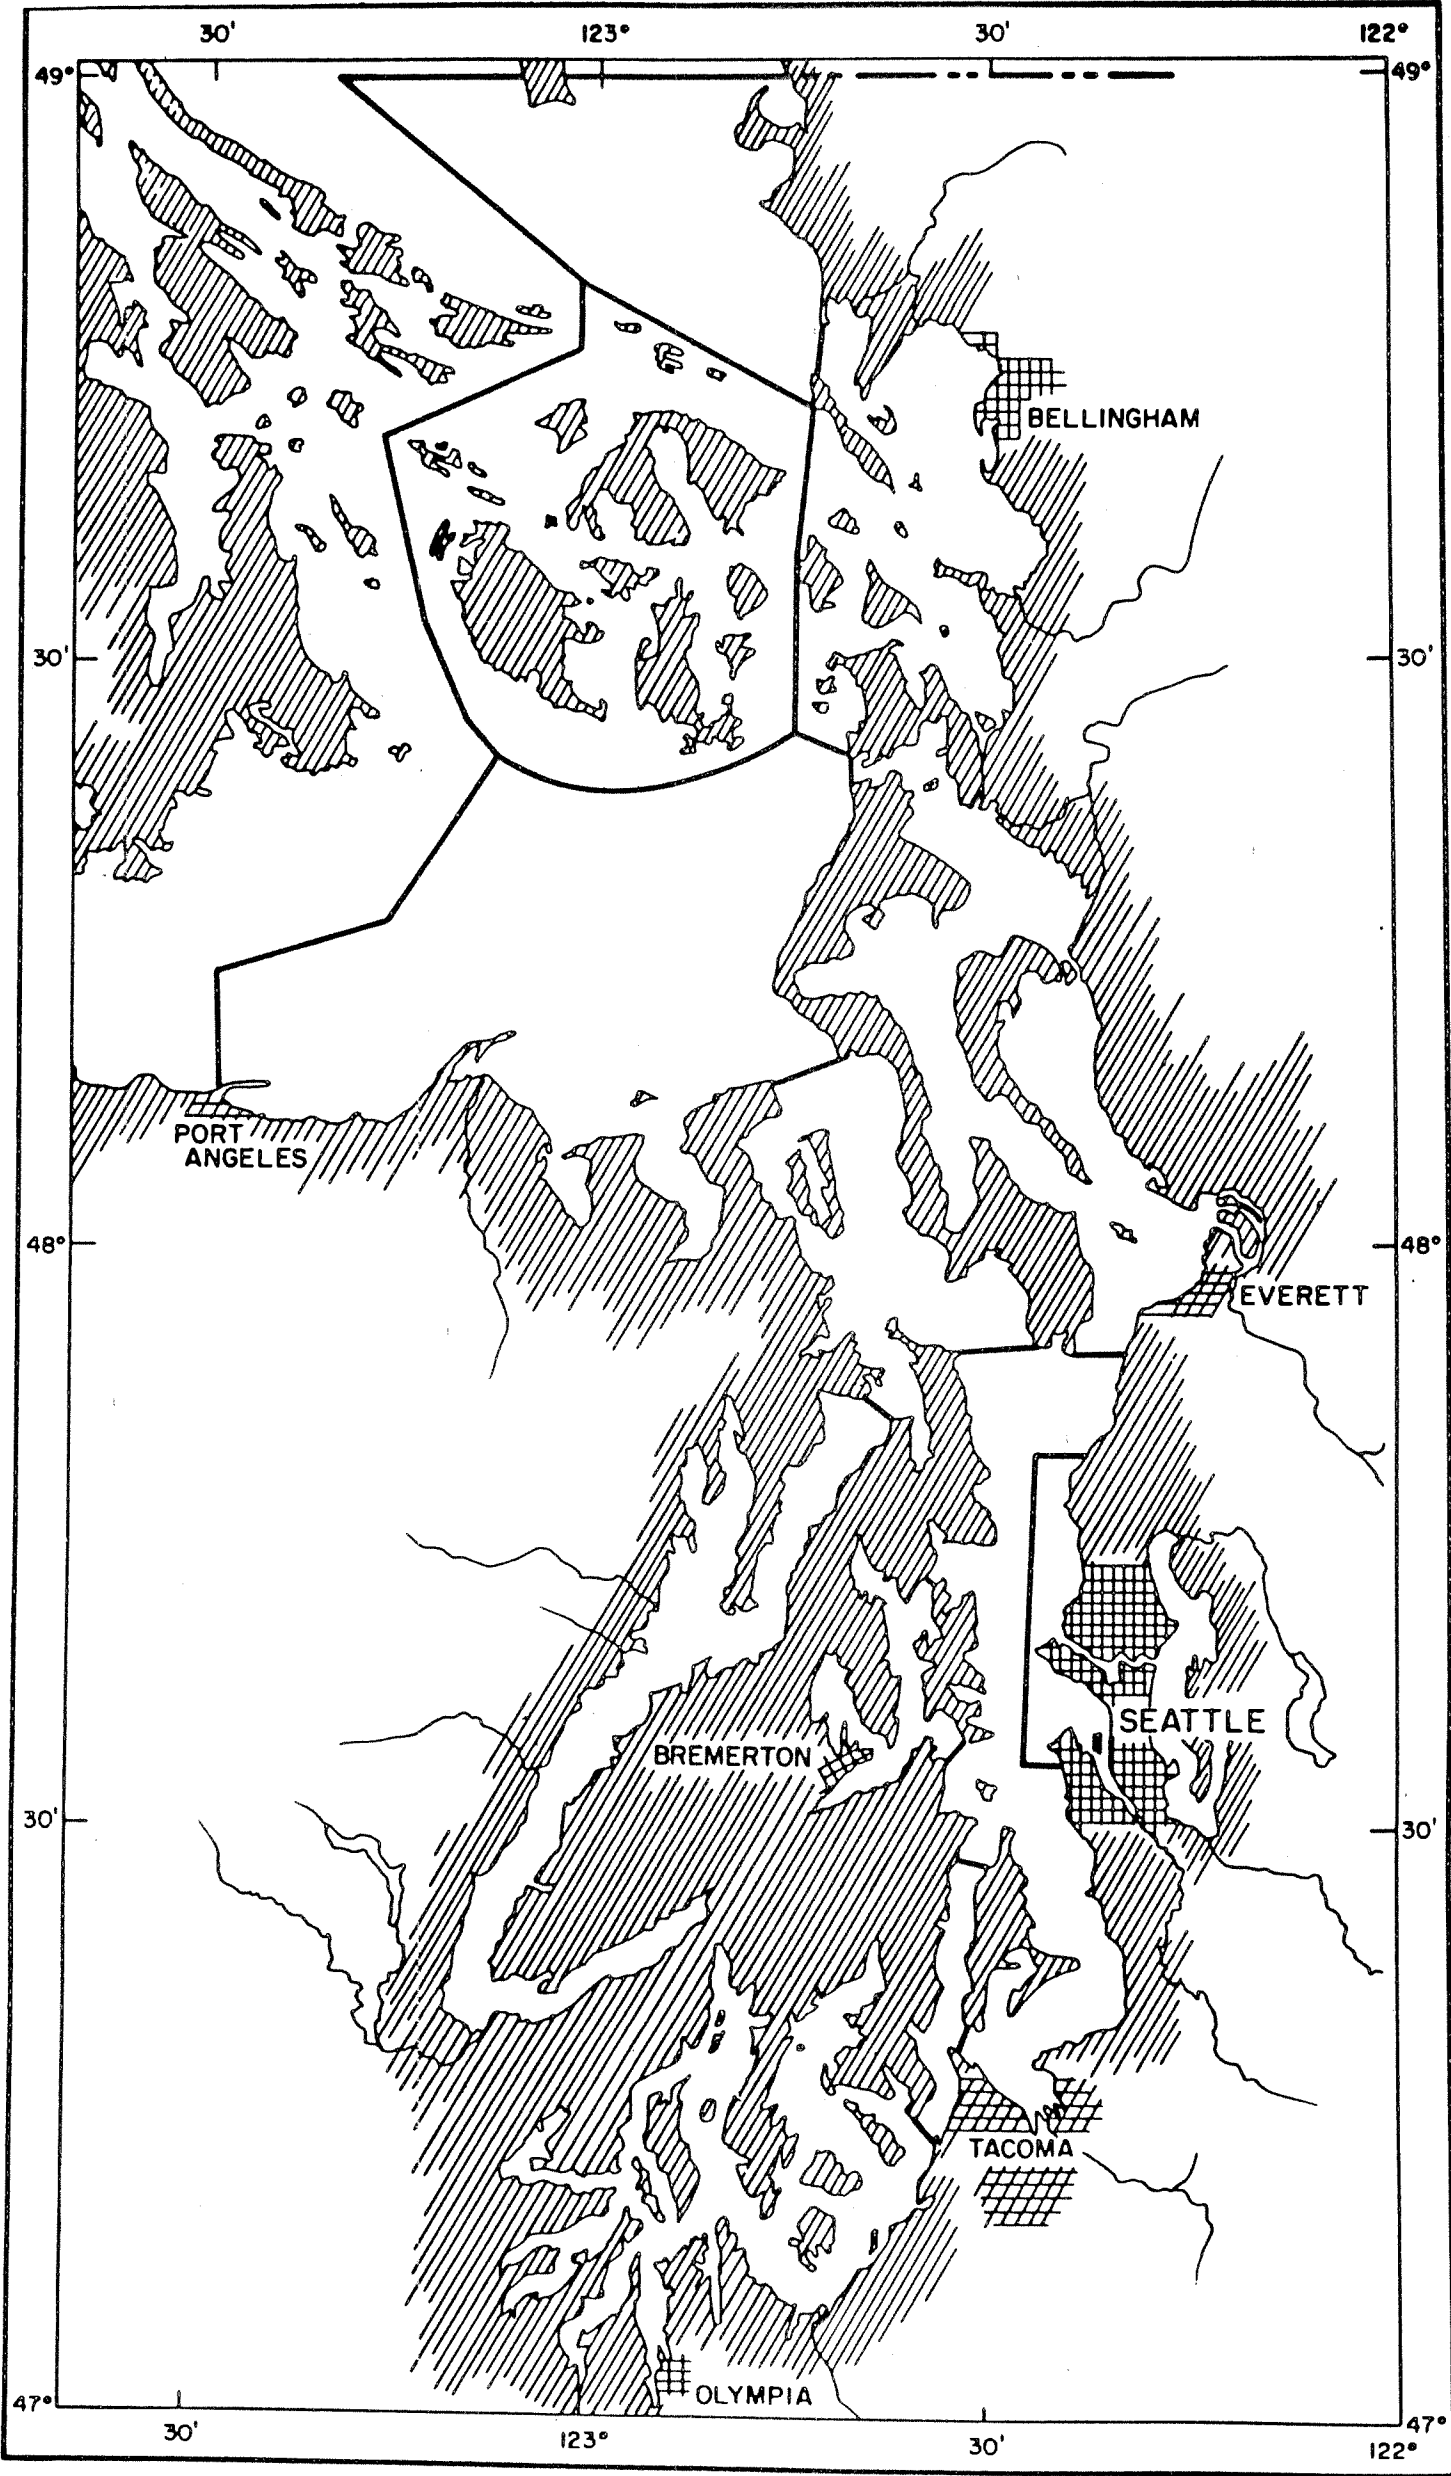 30' 123° 30' 122°
49° 49°
BELLINGHAM
30' 30'
PORT
ANGELES
48° 48°
EVERETT
SEATTLE
BREMERTON
30' 30'
TACOMA
OLYMPIA
47° 47°
30' 123° 30' 122°